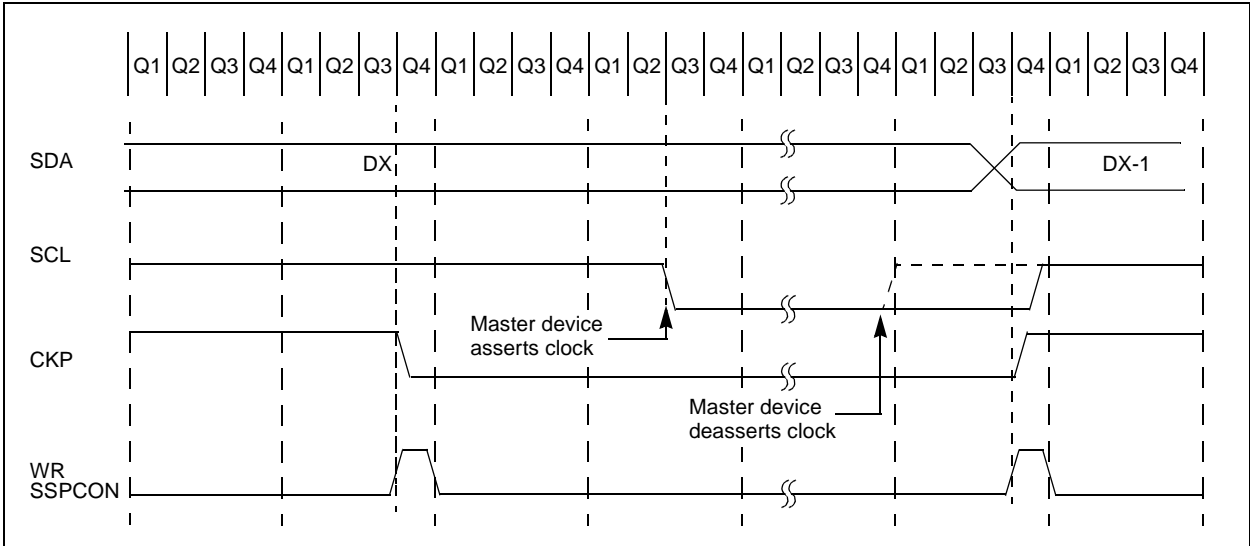 Q1 Q2 Q3 Q4 Q1 Q2 Q3 Q4 Q1 Q2 Q3 Q4 Q1 Q2 Q3 Q4 Q1 Q2 Q3 Q4 Q1 Q2 Q3 Q4 Q1 Q2 Q3 Q4
SDA
DX
DX-1
SCL
Master device
asserts clock
CKP
Master device
deasserts clock
WR
SSPCON